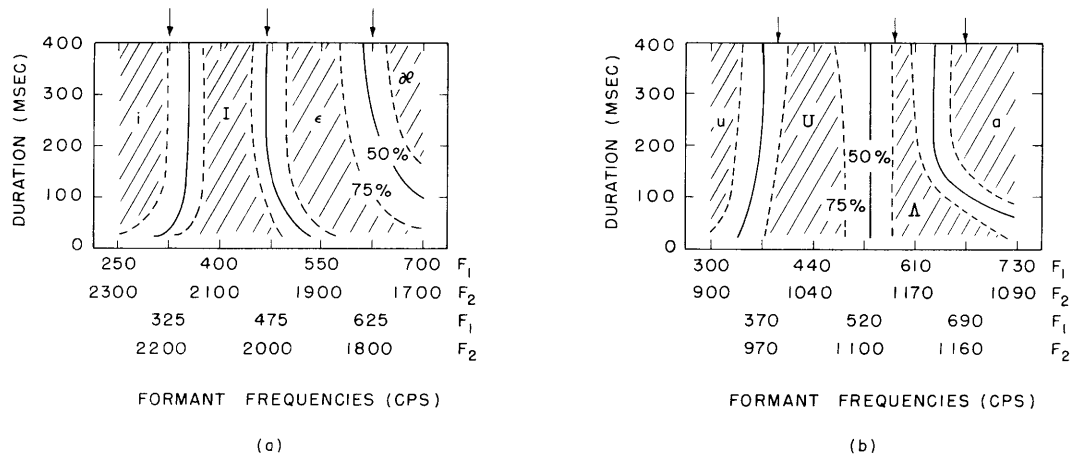 DURATION (MSEC)
400
300
200
100
0
i
I
ε
æ
50%
75%
250 400 550 700 F₁
2300 2100 1900 1700 F₂
325 475 625 F₁
2200 2000 1800 F₂
FORMANT FREQUENCIES (CPS)
(a)
DURATION (MSEC)
400
300
200
100
0
u
U
Λ
a
50%
75%
300 440 610 730 F₁
900 1040 1170 1090 F₂
370 520 690 F₁
970 1100 1160 F₂
FORMANT FREQUENCIES (CPS)
(b)